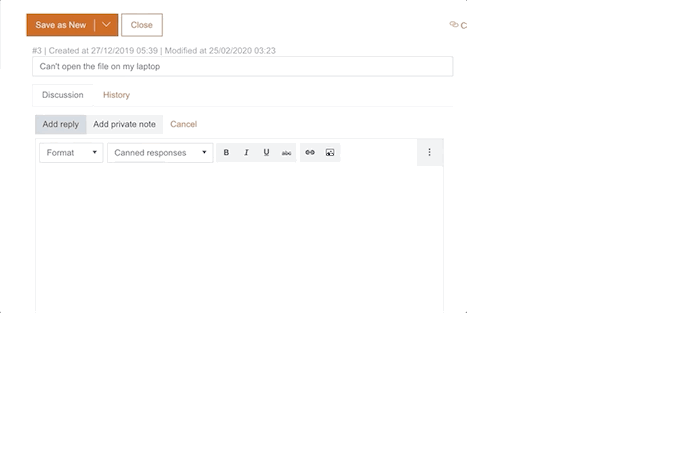 Save as New Close C
#3 | Created at 27/12/2019 05:39 | Modified at 25/02/2020 03:23
Can't open the file on my laptop
Discussion History
Add reply Add private note Cancel
Format Canned responses B I U abc